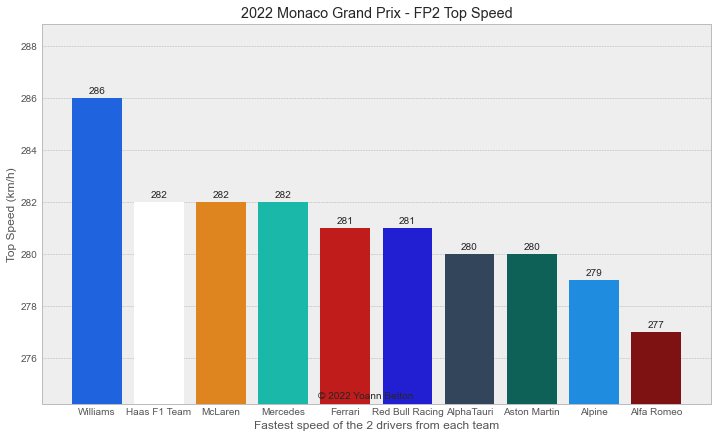 2022 Monaco Grand Prix - FP2 Top Speed
Top Speed (km/h)
288
286
284
282
280
278
276
286
282
282
282
281
281
280
280
279
277
© 2022 Yoann Betton
Williams
Haas F1 Team
McLaren
Mercedes
Ferrari
Red Bull Racing
AlphaTauri
Aston Martin
Alpine
Alfa Romeo
Fastest speed of the 2 drivers from each team